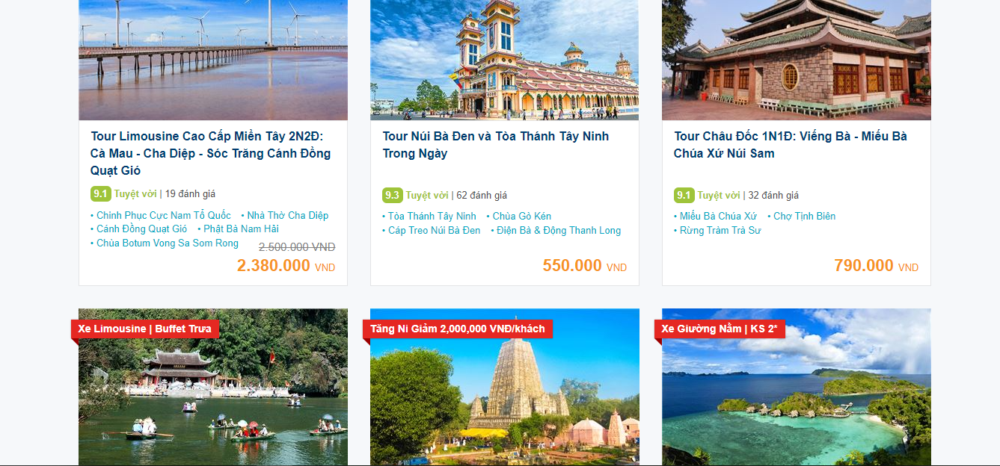 Tour Limousine Cao Cấp Miền Tây 2N2Đ:
Cà Mau - Cha Diệp - Sóc Trăng Cánh Đồng
Quạt Gió
9.1 Tuyệt vời | 19 đánh giá
• Chinh Phục Cực Nam Tổ Quốc • Nhà Thờ Cha Diệp
• Cánh Đồng Quạt Gió • Phật Bà Nam Hải
• Chùa Botum Vong Sa Som Rong
2.500.000 VND
2.380.000 VND
Tour Núi Bà Đen và Tòa Thánh Tây Ninh
Trong Ngày
9.3 Tuyệt vời | 62 đánh giá
• Tòa Thánh Tây Ninh • Chùa Gò Kén
• Cáp Treo Núi Bà Đen • Điện Bà & Động Thanh Long
550.000 VND
Tour Châu Đốc 1N1Đ: Viếng Bà - Miếu Bà
Chúa Xứ Núi Sam
9.1 Tuyệt vời | 32 đánh giá
• Miếu Bà Chúa Xứ • Chợ Tịnh Biên
• Rừng Tràm Trà Sư
790.000 VND
Xe Limousine | Buffet Trưa
Tăng Ni Giảm 2,000,000 VNĐ/khách
Xe Giường Nằm | KS 2*